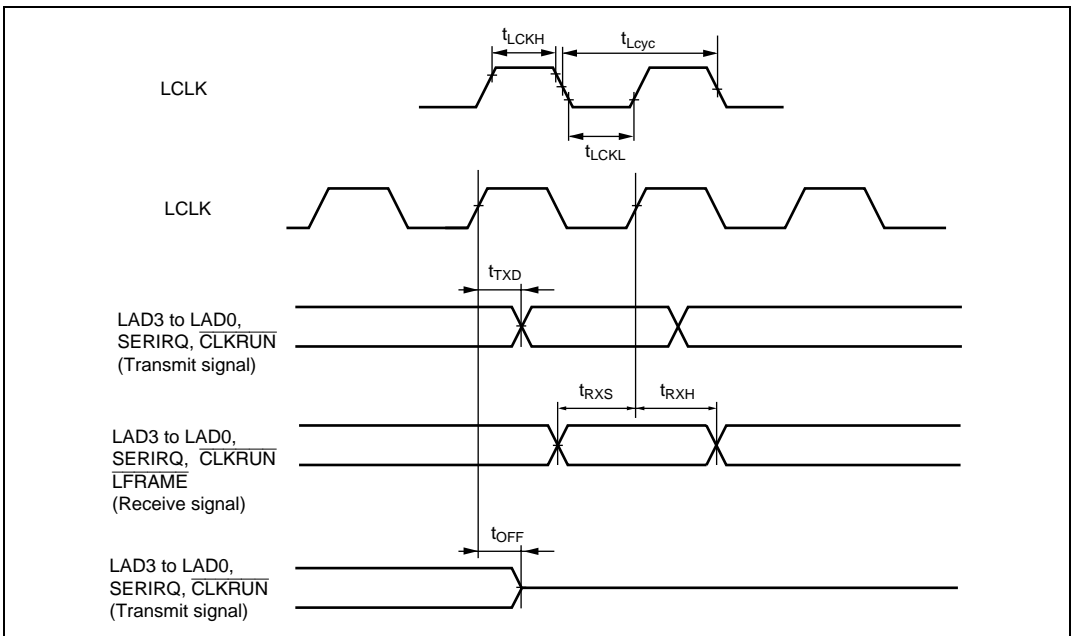 tLCKH
tLcyc
LCLK
tLCKL
LCLK
tTXD
LAD3 to LAD0,
SERIRQ, CLKRUN
(Transmit signal)
tRXS
tRXH
LAD3 to LAD0,
SERIRQ, CLKRUN
LFRAME
(Receive signal)
tOFF
LAD3 to LAD0,
SERIRQ, CLKRUN
(Transmit signal)